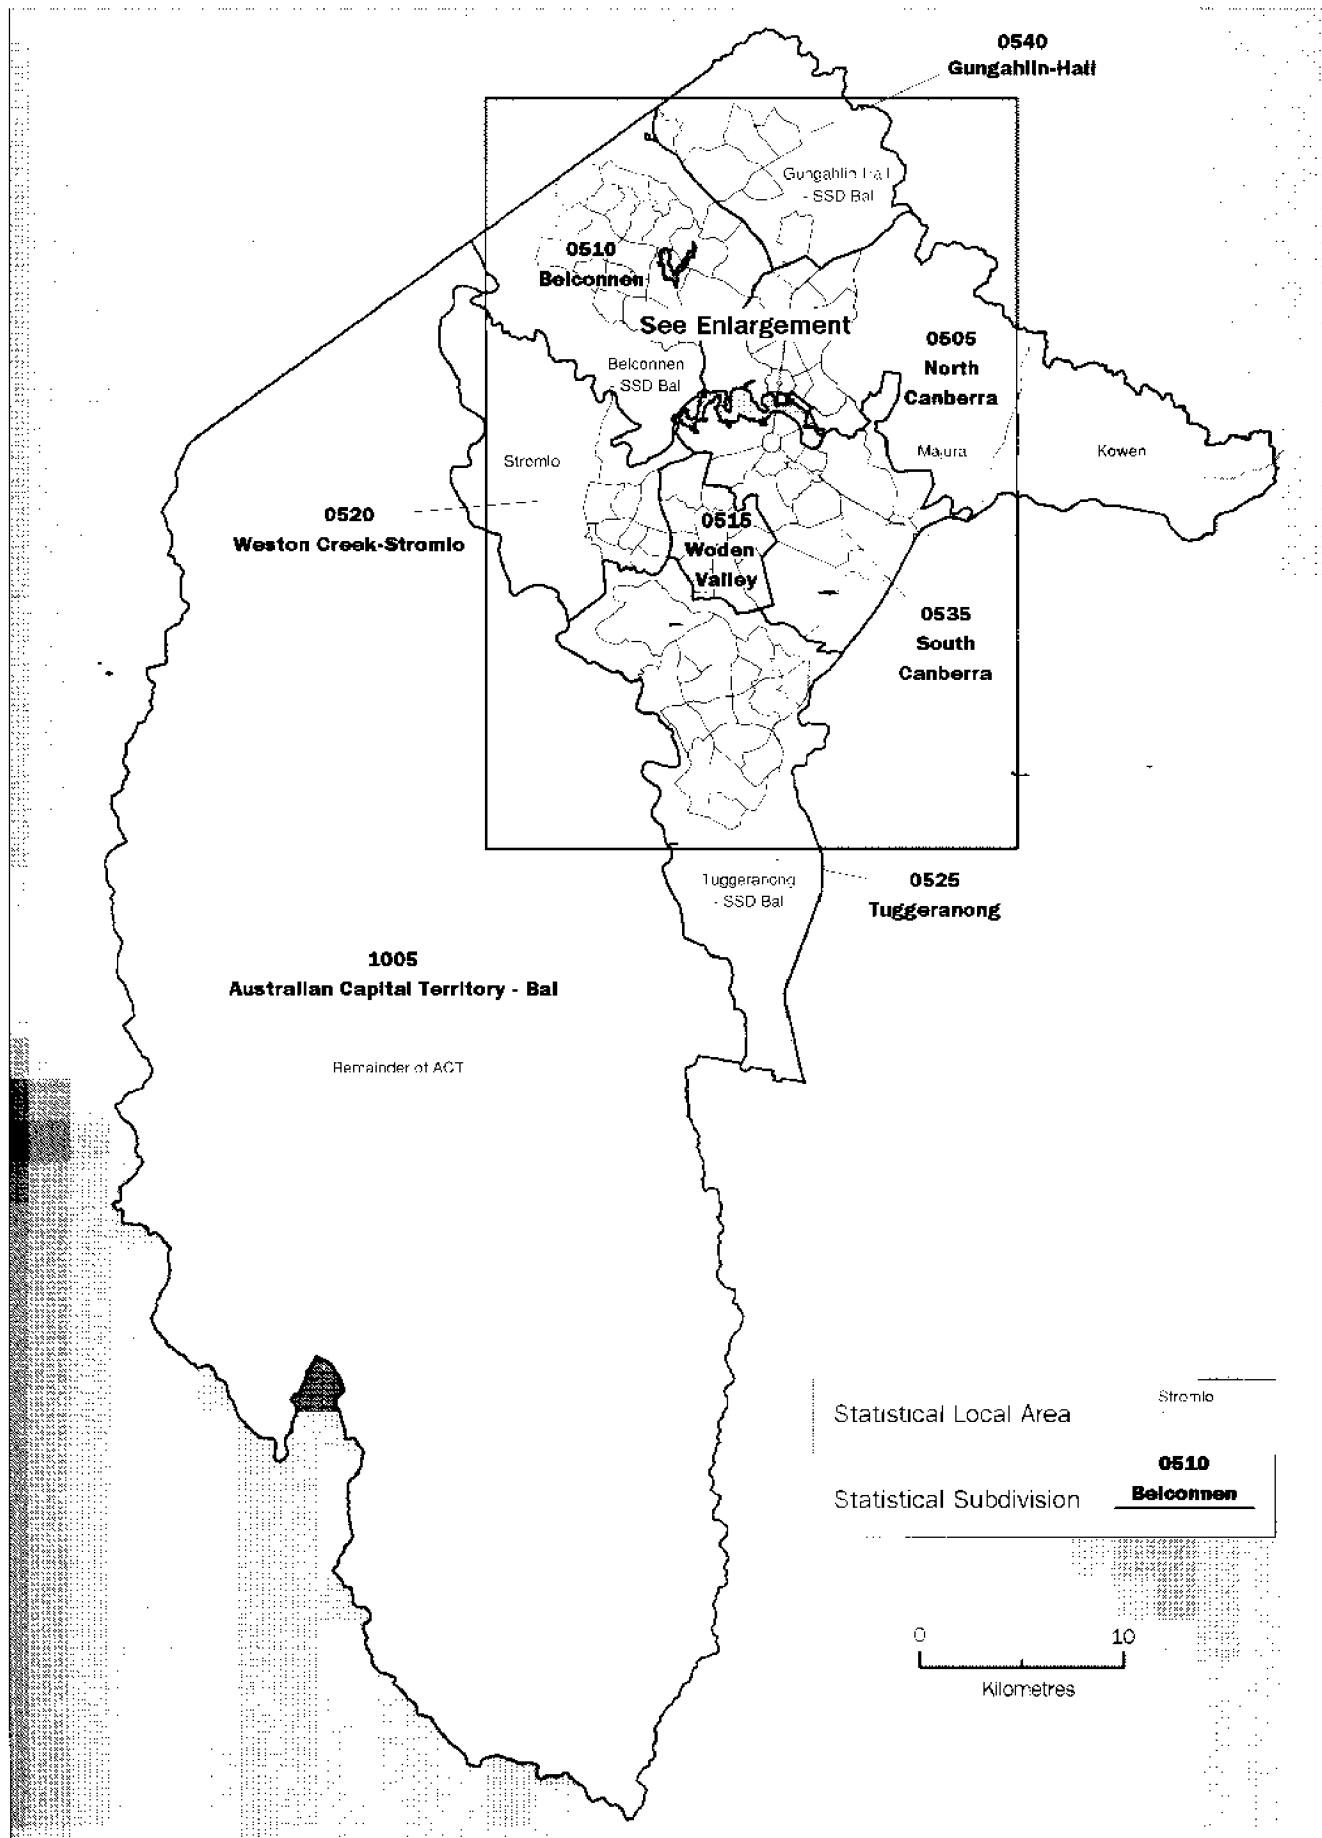 0540
Gungahlin-Hall
Gungahlin Hall
- SSD Bal
0510
Belconnen
See Enlargement
Belconnen
- SSD Bal
0505
North
Canberra
Stromlo
Majura
Kowen
0520
Weston Creek-Stromlo
0515
Woden
Valley
0535
South
Canberra
Tuggeranong
- SSD Bal
0525
Tuggeranong
1005
Australian Capital Territory - Bal
Remainder of ACT
Statistical Local Area
Stromlo
Statistical Subdivision
0510
Belconnen
0 10
Kilometres